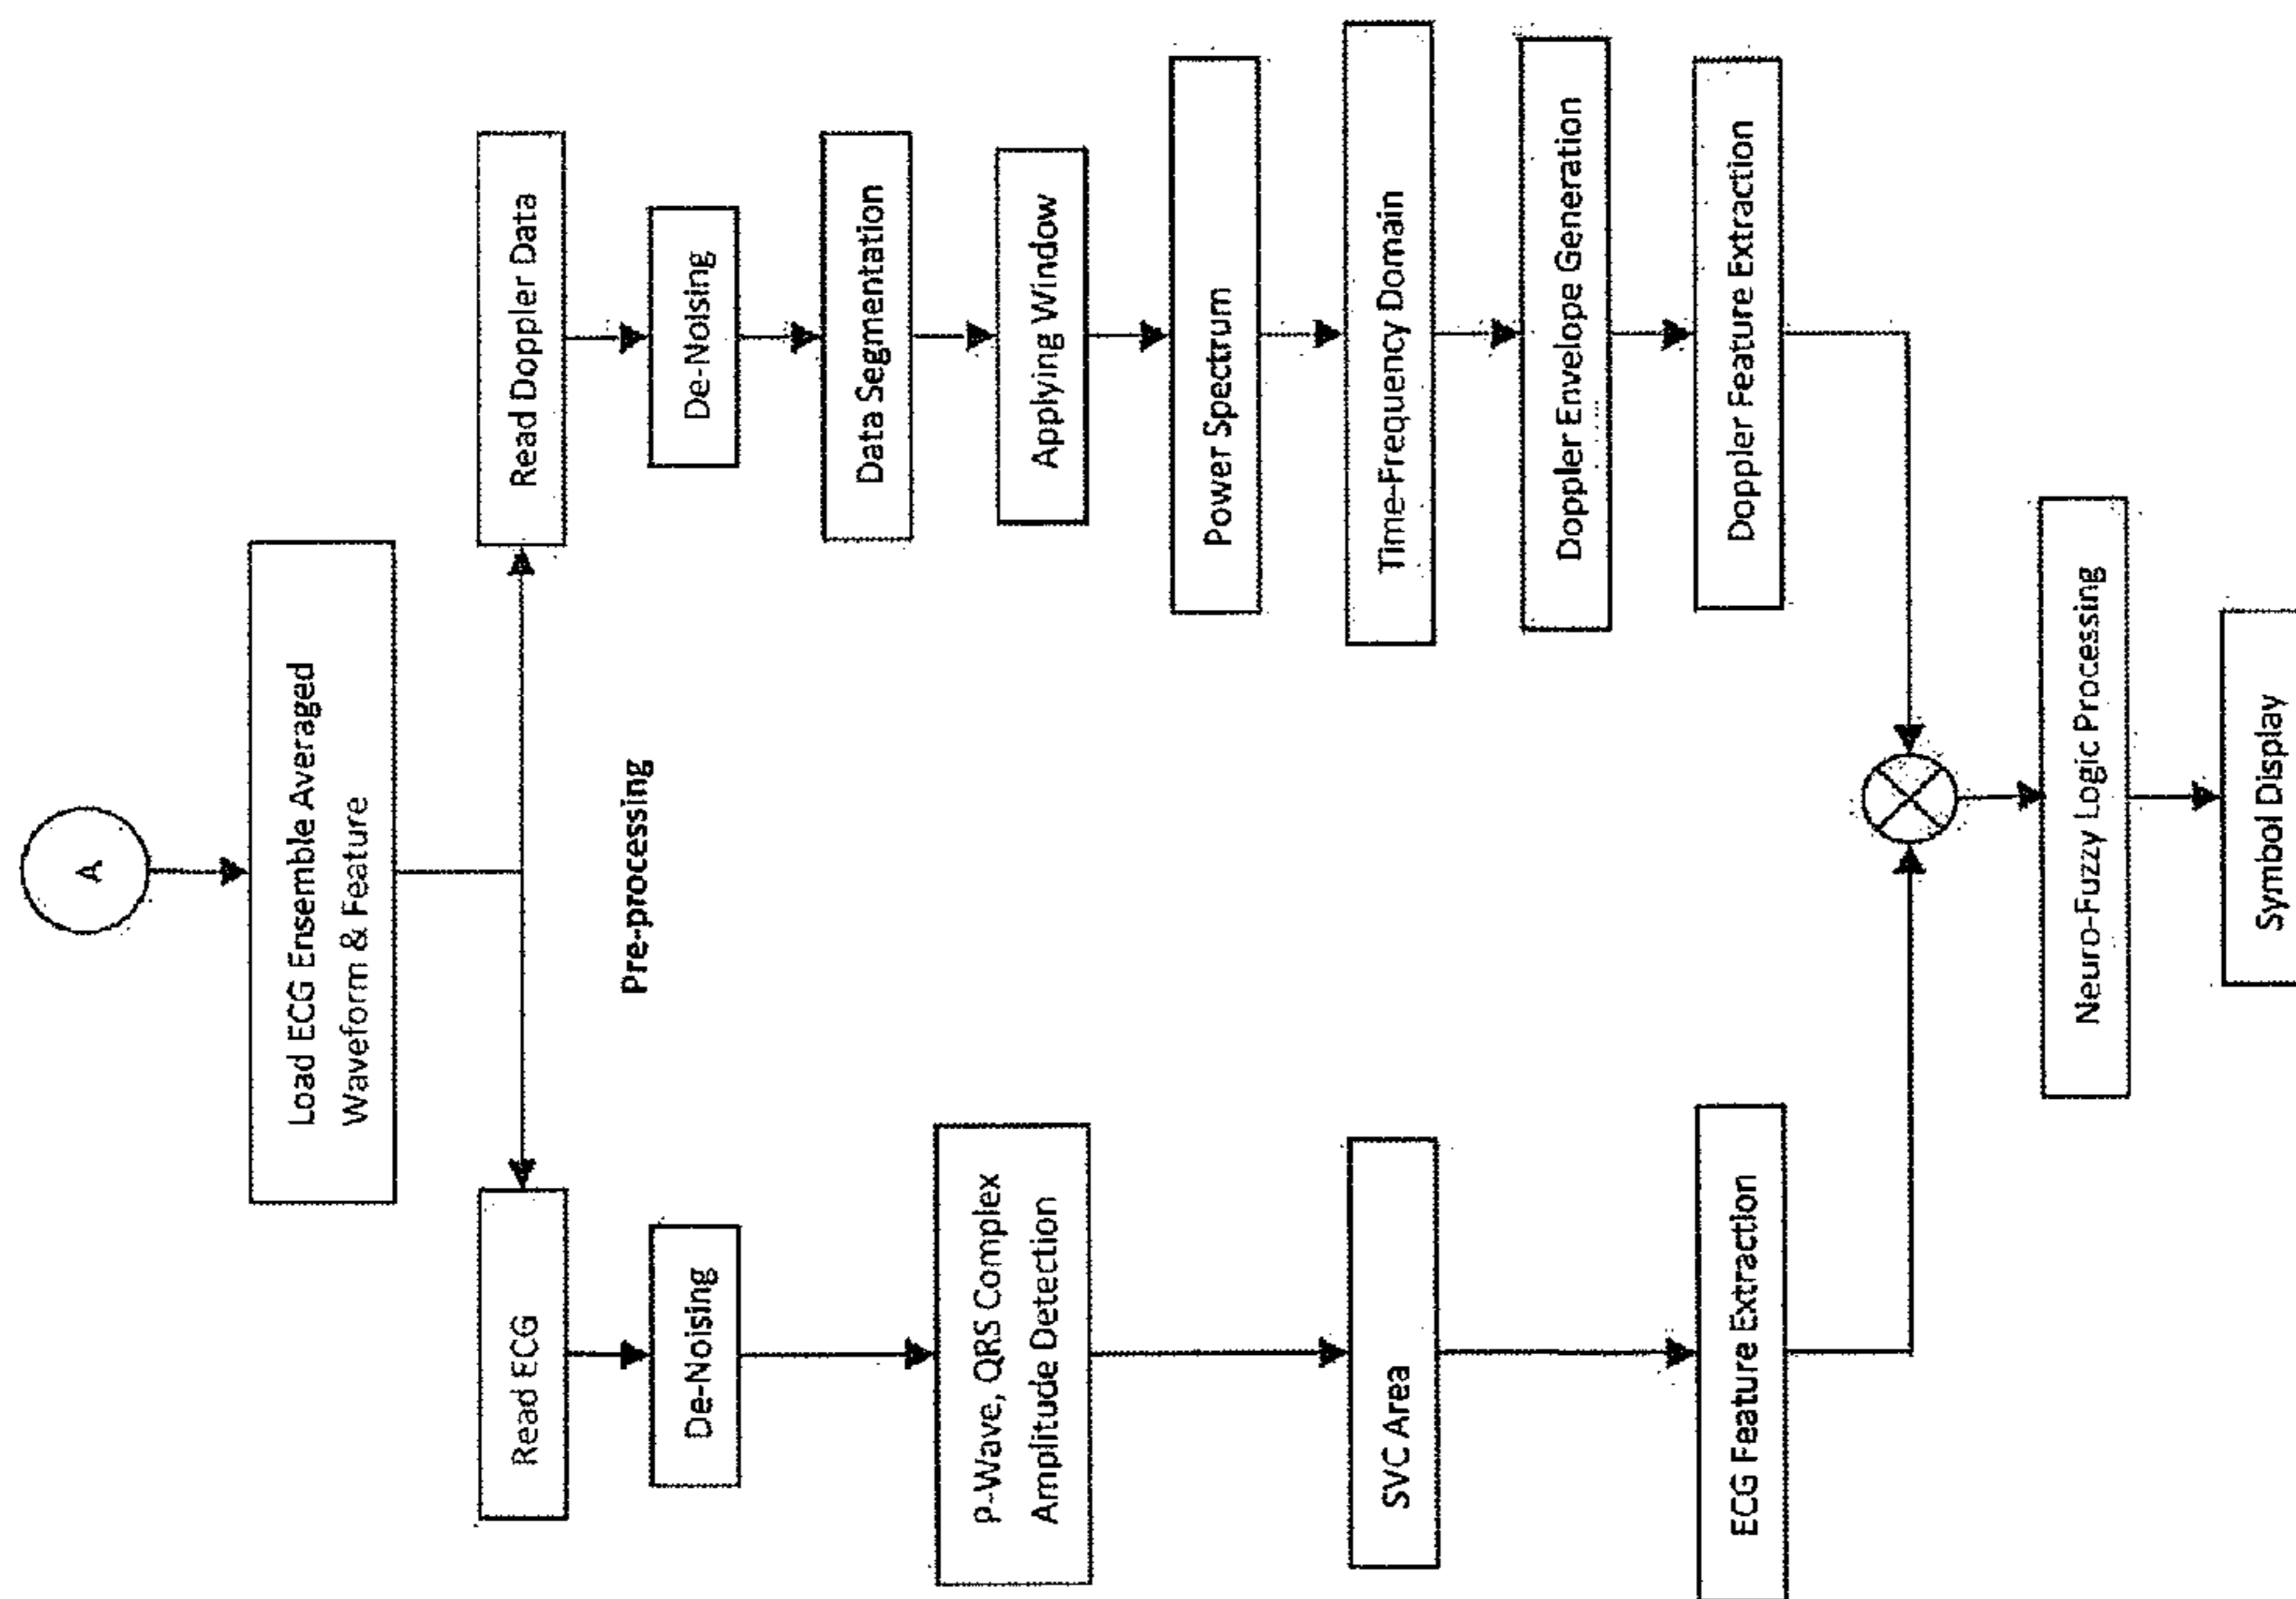 A
Load ECG Ensemble Averaged
Waveform & Feature
Read ECG
Read Doppler Data
Pre-processing
De-Noising
De-Noising
P-Wave, QRS Complex
Amplitude Detection
Data Segmentation
Applying Window
Power Spectrum
SVC Area
Time-Frequency Domain
Doppler Envelope Generation
ECG Feature Extraction
Doppler Feature Extraction
Neuro-Fuzzy Logic Processing
Symbol Display